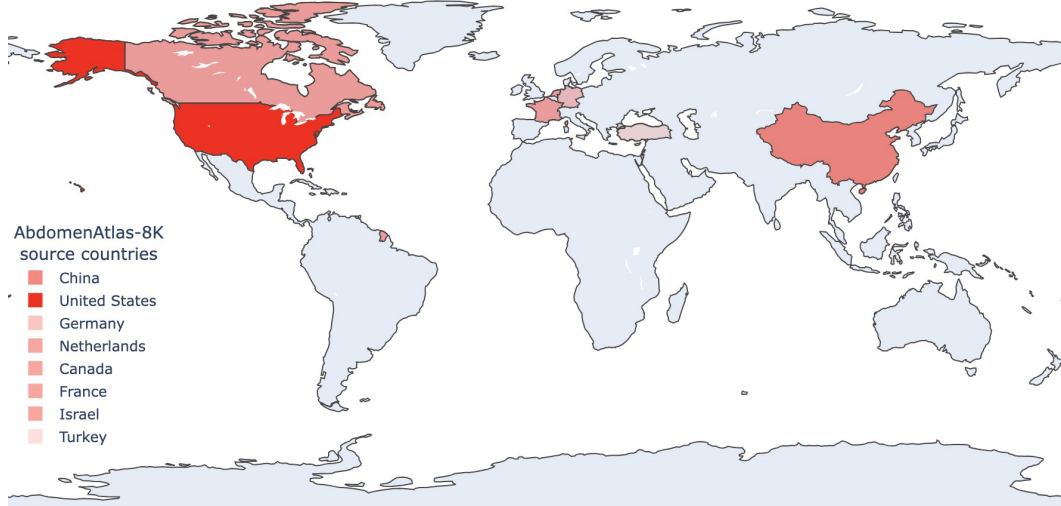 AbdomenAtlas-8K
source countries
China
United States
Germany
Netherlands
Canada
France
Israel
Turkey